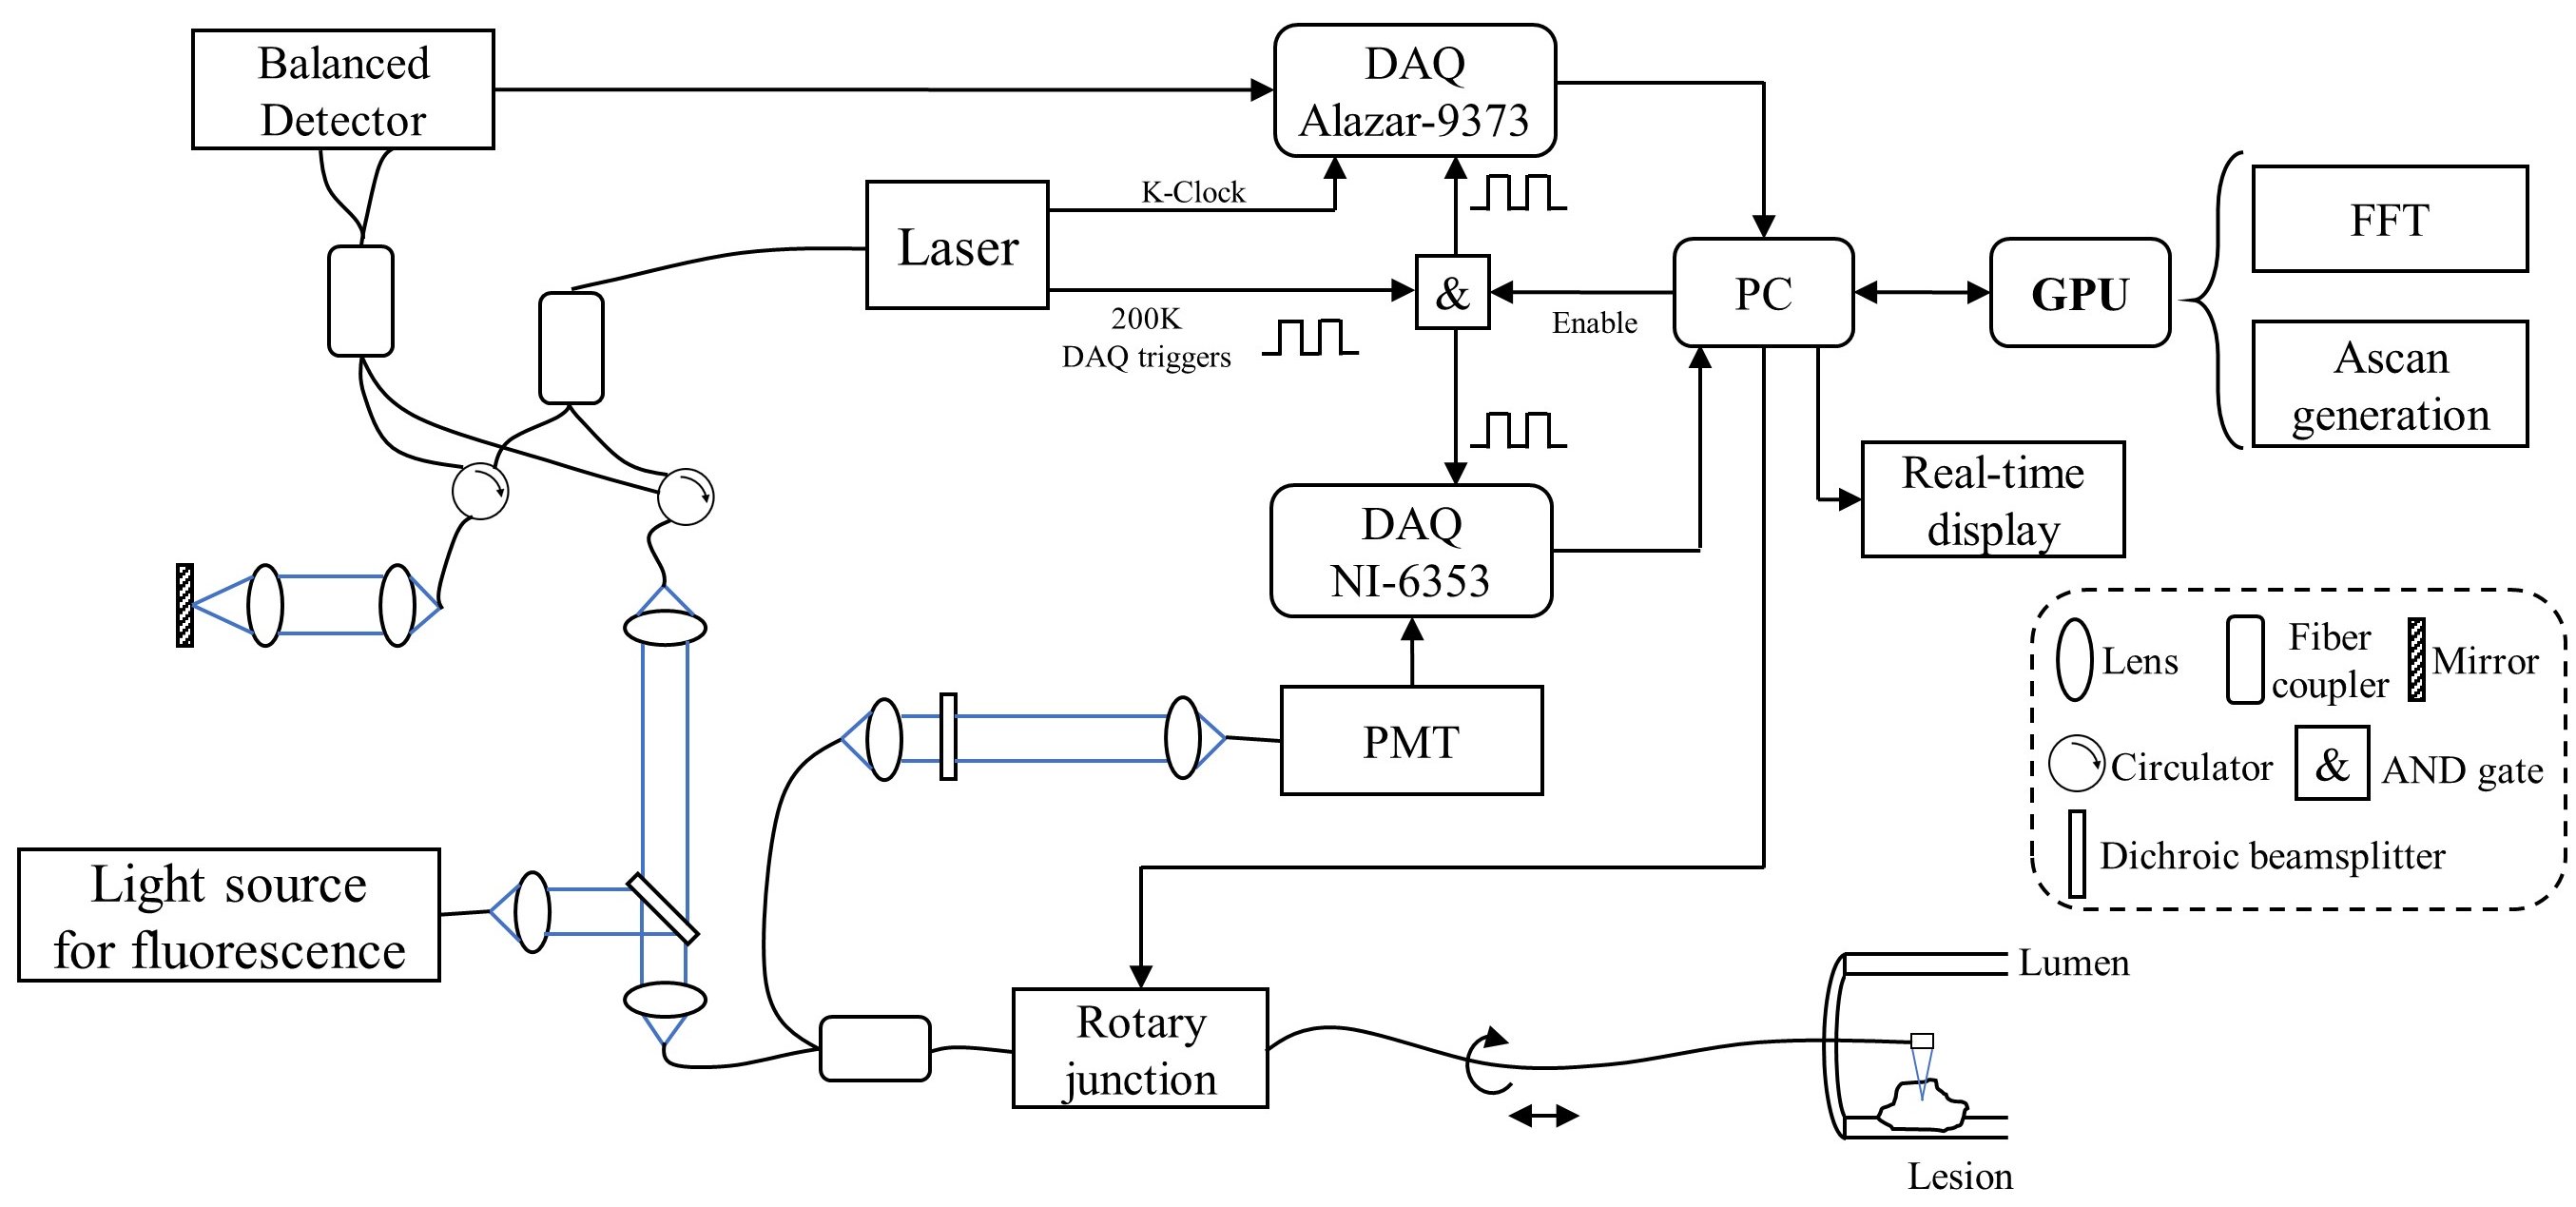 Balanced
Detector
DAQ
Alazar-9373
K-Clock
Laser
200K
DAQ triggers
&
Enable
PC
GPU
FFT
Ascan
generation
Real-time
display
DAQ
NI-6353
PMT
Light source
for fluorescence
Rotary
junction
Lens
Fiber
coupler
Mirror
Circulator
&
AND gate
Dichroic beamsplitter
Lumen
Lesion